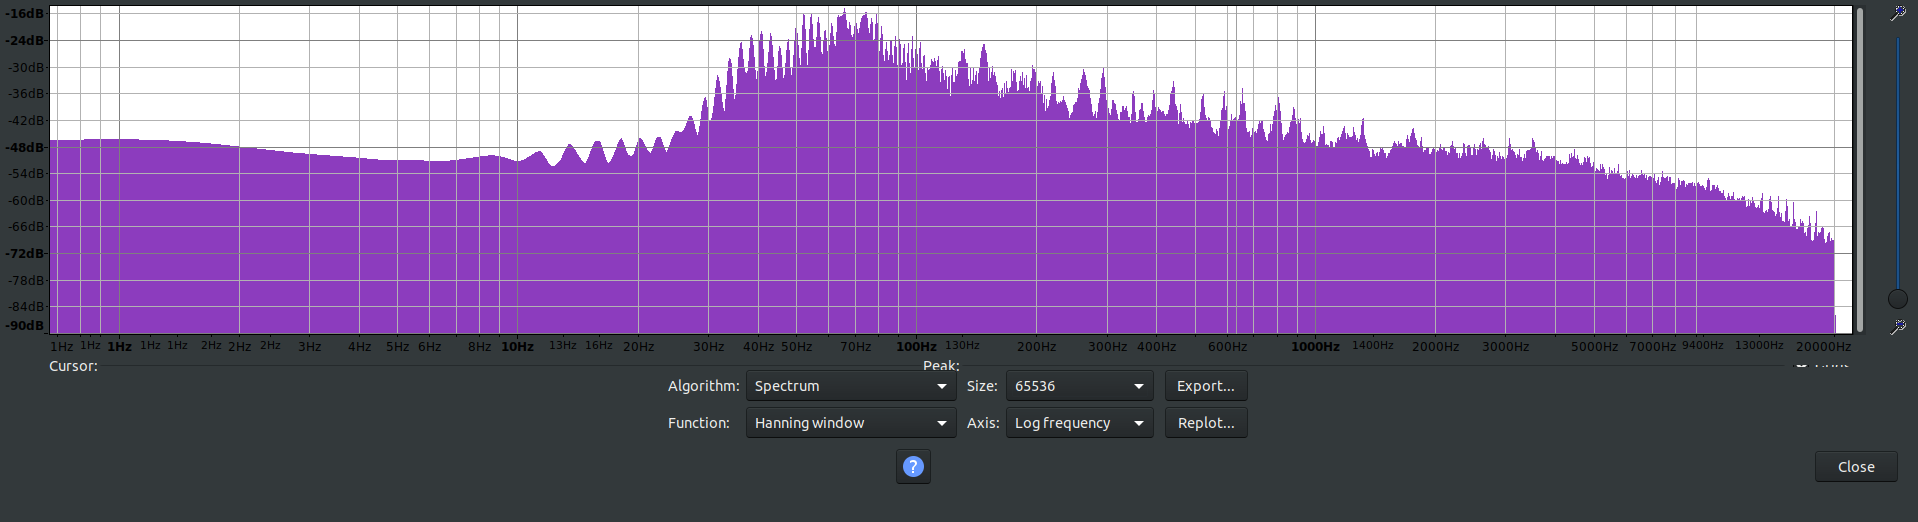 -16dB
-24dB
-30dB
-36dB
-42dB
-48dB
-54dB
-60dB
-66dB
-72dB
-78dB
-84dB
-90dB
1Hz 1Hz 1Hz 1Hz 1Hz 2Hz 2Hz 2Hz 3Hz 4Hz 5Hz 6Hz 8Hz 10Hz 13Hz 16Hz 20Hz 30Hz 40Hz 50Hz 70Hz 100Hz 130Hz 200Hz 300Hz 400Hz 600Hz 1000Hz 1400Hz 2000Hz 3000Hz 5000Hz 7000Hz 9400Hz 13000Hz 20000Hz
Cursor: Peak:
Algorithm: Spectrum Size: 65536 Export...
Function: Hanning window Axis: Log frequency Replot...
?
Close